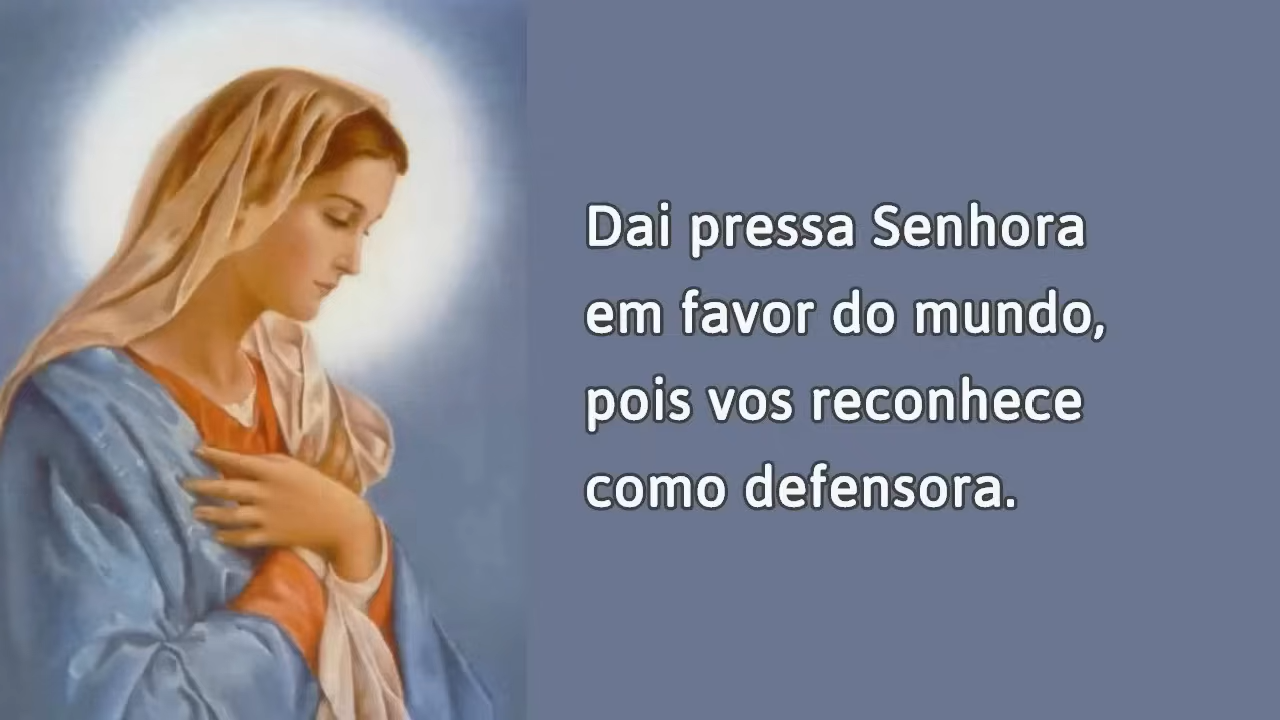 Dai pressa Senhora
em favor do mundo,
pois vos reconhece
como defensora.